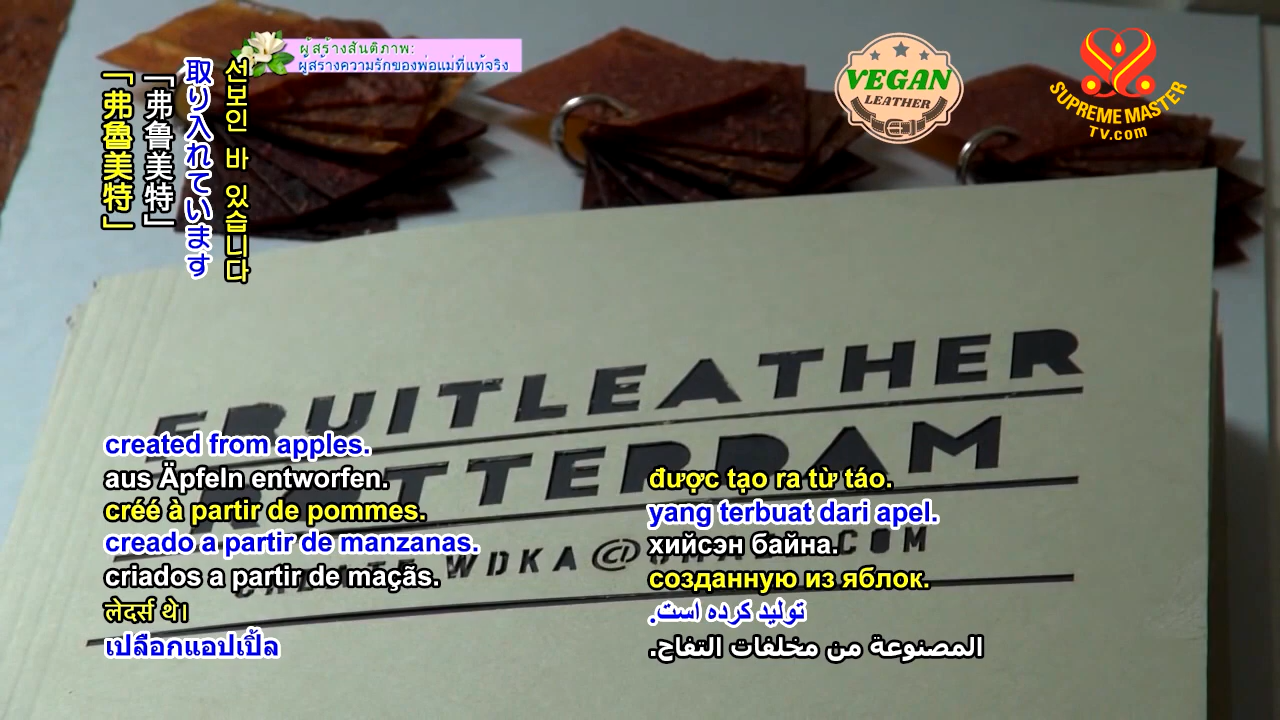 ผู้สร้างสันติภาพ:
ผู้สร้างความรักของพ่อแม่ที่แท้จริง
VEGAN
LEATHER
SUPREME MASTER
TV.com
선보인 바 있습니다
取り入れています
「弗魯美特」
「弗鲁美特」
FRUITLEATHER
ROTTERDAM
WDKA@GMAIL.COM
created from apples.
aus Äpfeln entworfen.
créé à partir de pommes.
creado a partir de manzanas.
criados a partir de maçãs.
लेदर्स थे।
เปลือกแอปเปิ้ล
được tạo ra từ táo.
yang terbuat dari apel.
хийсэн байна.
созданную из яблок.
تولید کرده است.
المصنوعة من مخلفات التفاح.